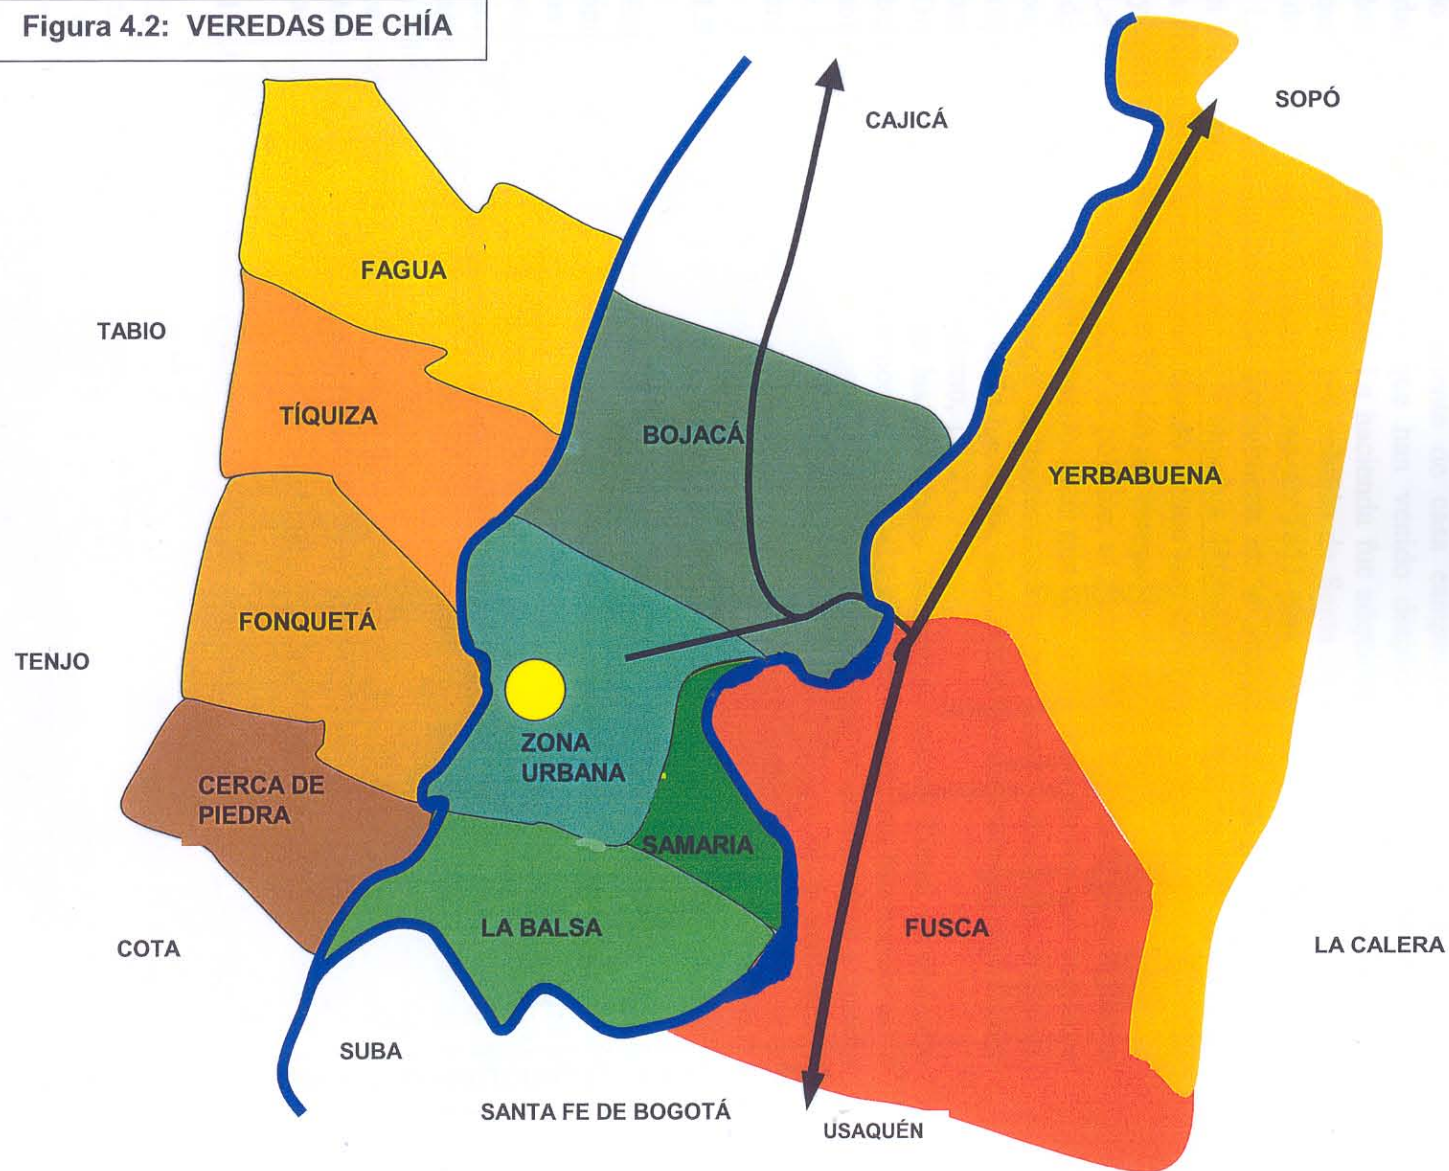 Figura 4.2: VEREDAS DE CHÍA
CAJICÁ
SOPÓ
FAGUA
TABIO
TÍQUIZA
BOJACÁ
YERBABUENA
FONQUETÁ
TENJO
ZONA
URBANA
CERCA DE
PIEDRA
SAMARIA
LA BALSA
FUSCA
COTA
LA CALERA
SUBA
SANTA FE DE BOGOTÁ
USAQUÉN